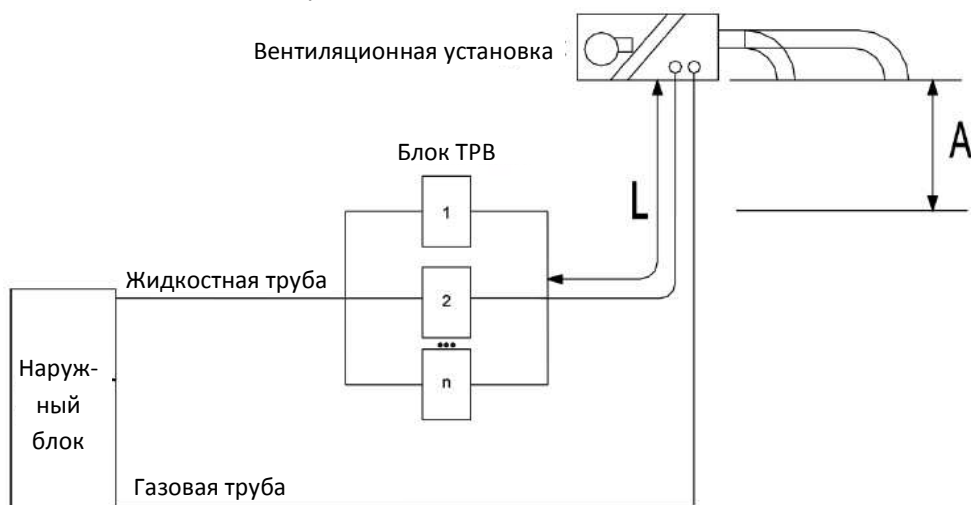 Вентиляционная установка
Блок ТРВ
A
L
1
Жидкостная труба
2
n
Наруж-
ный
блок
Газовая труба